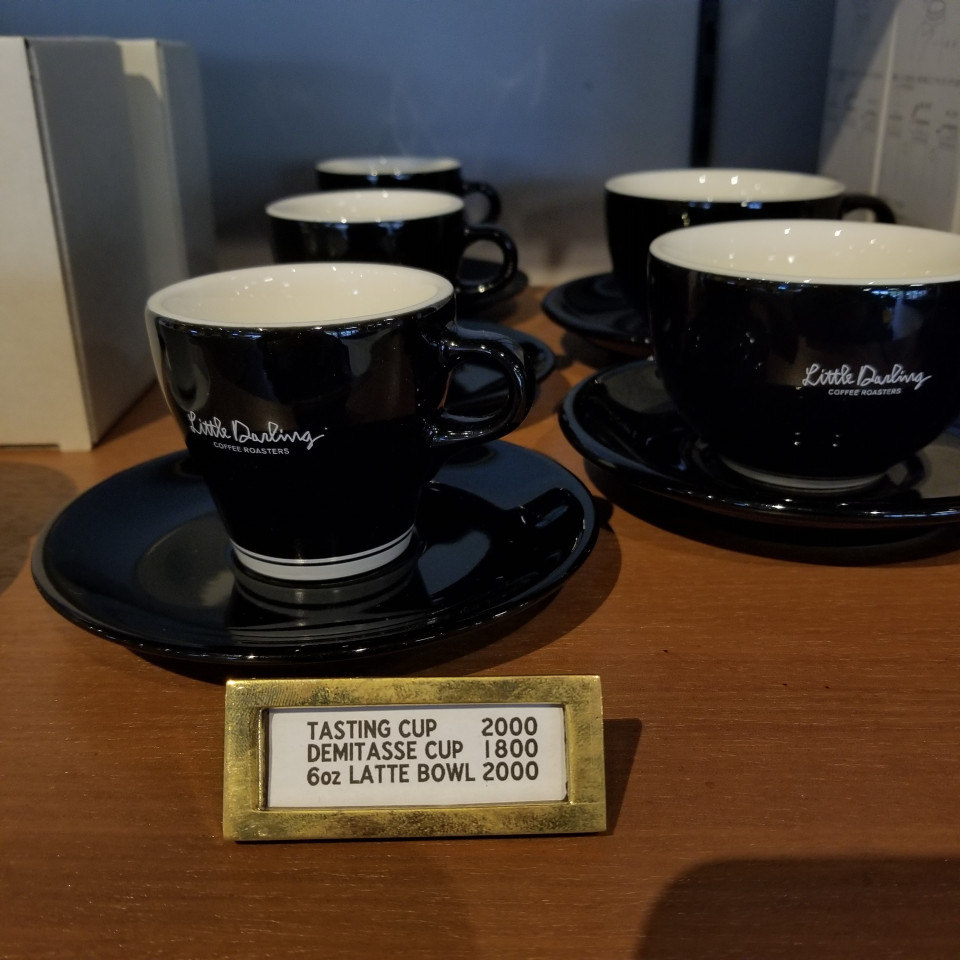 Little Darling
COFFEE ROASTERS
Little Darling
COFFEE ROASTERS
TASTING CUP 2000
DEMITASSE CUP 1800
6oz LATTE BOWL 2000